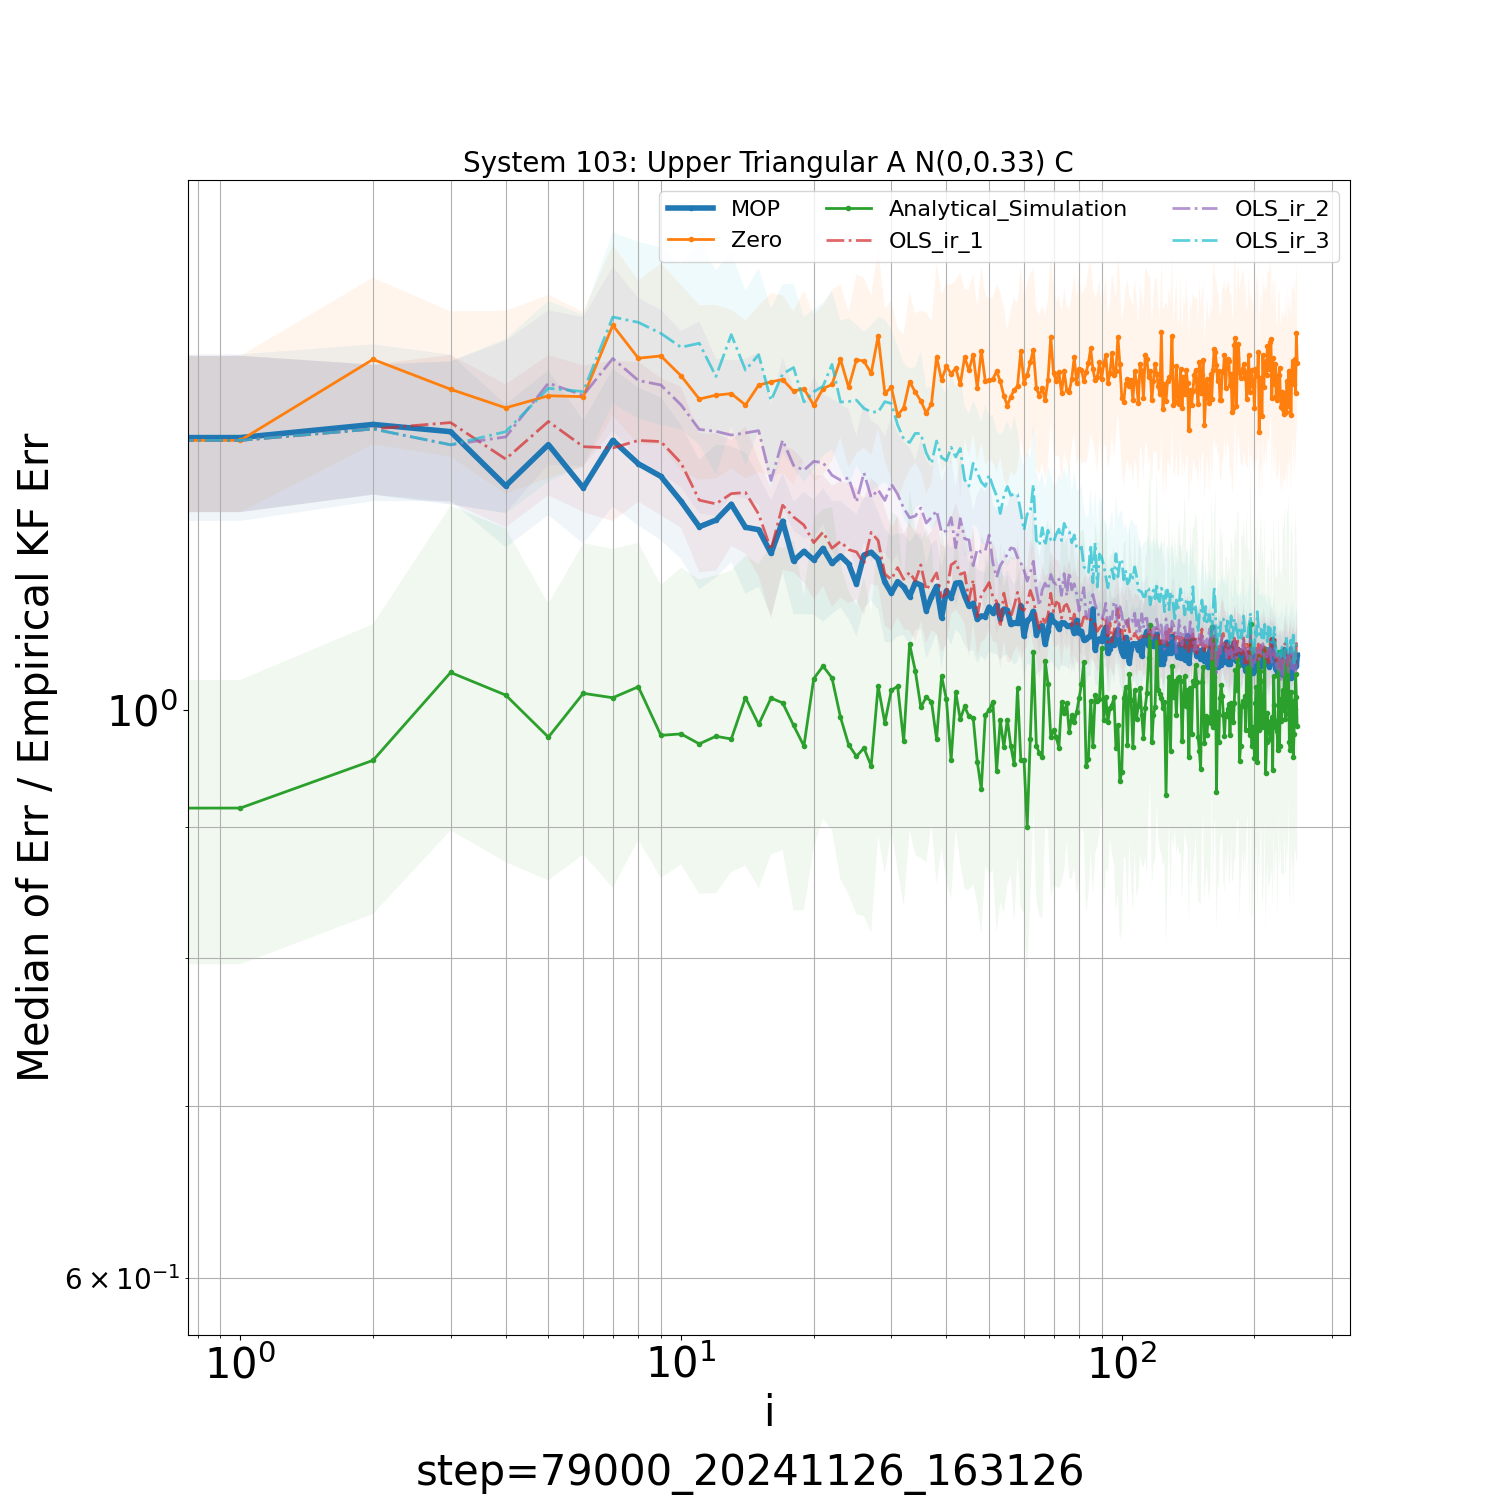 System 103: Upper Triangular A N(0,0.33) C
MOP
Zero
Analytical_Simulation
OLS_ir_1
OLS_ir_2
OLS_ir_3
Median of Err / Empirical KF Err
10⁰
6 × 10⁻¹
10⁰
10¹
10²
i
step=79000_20241126_163126